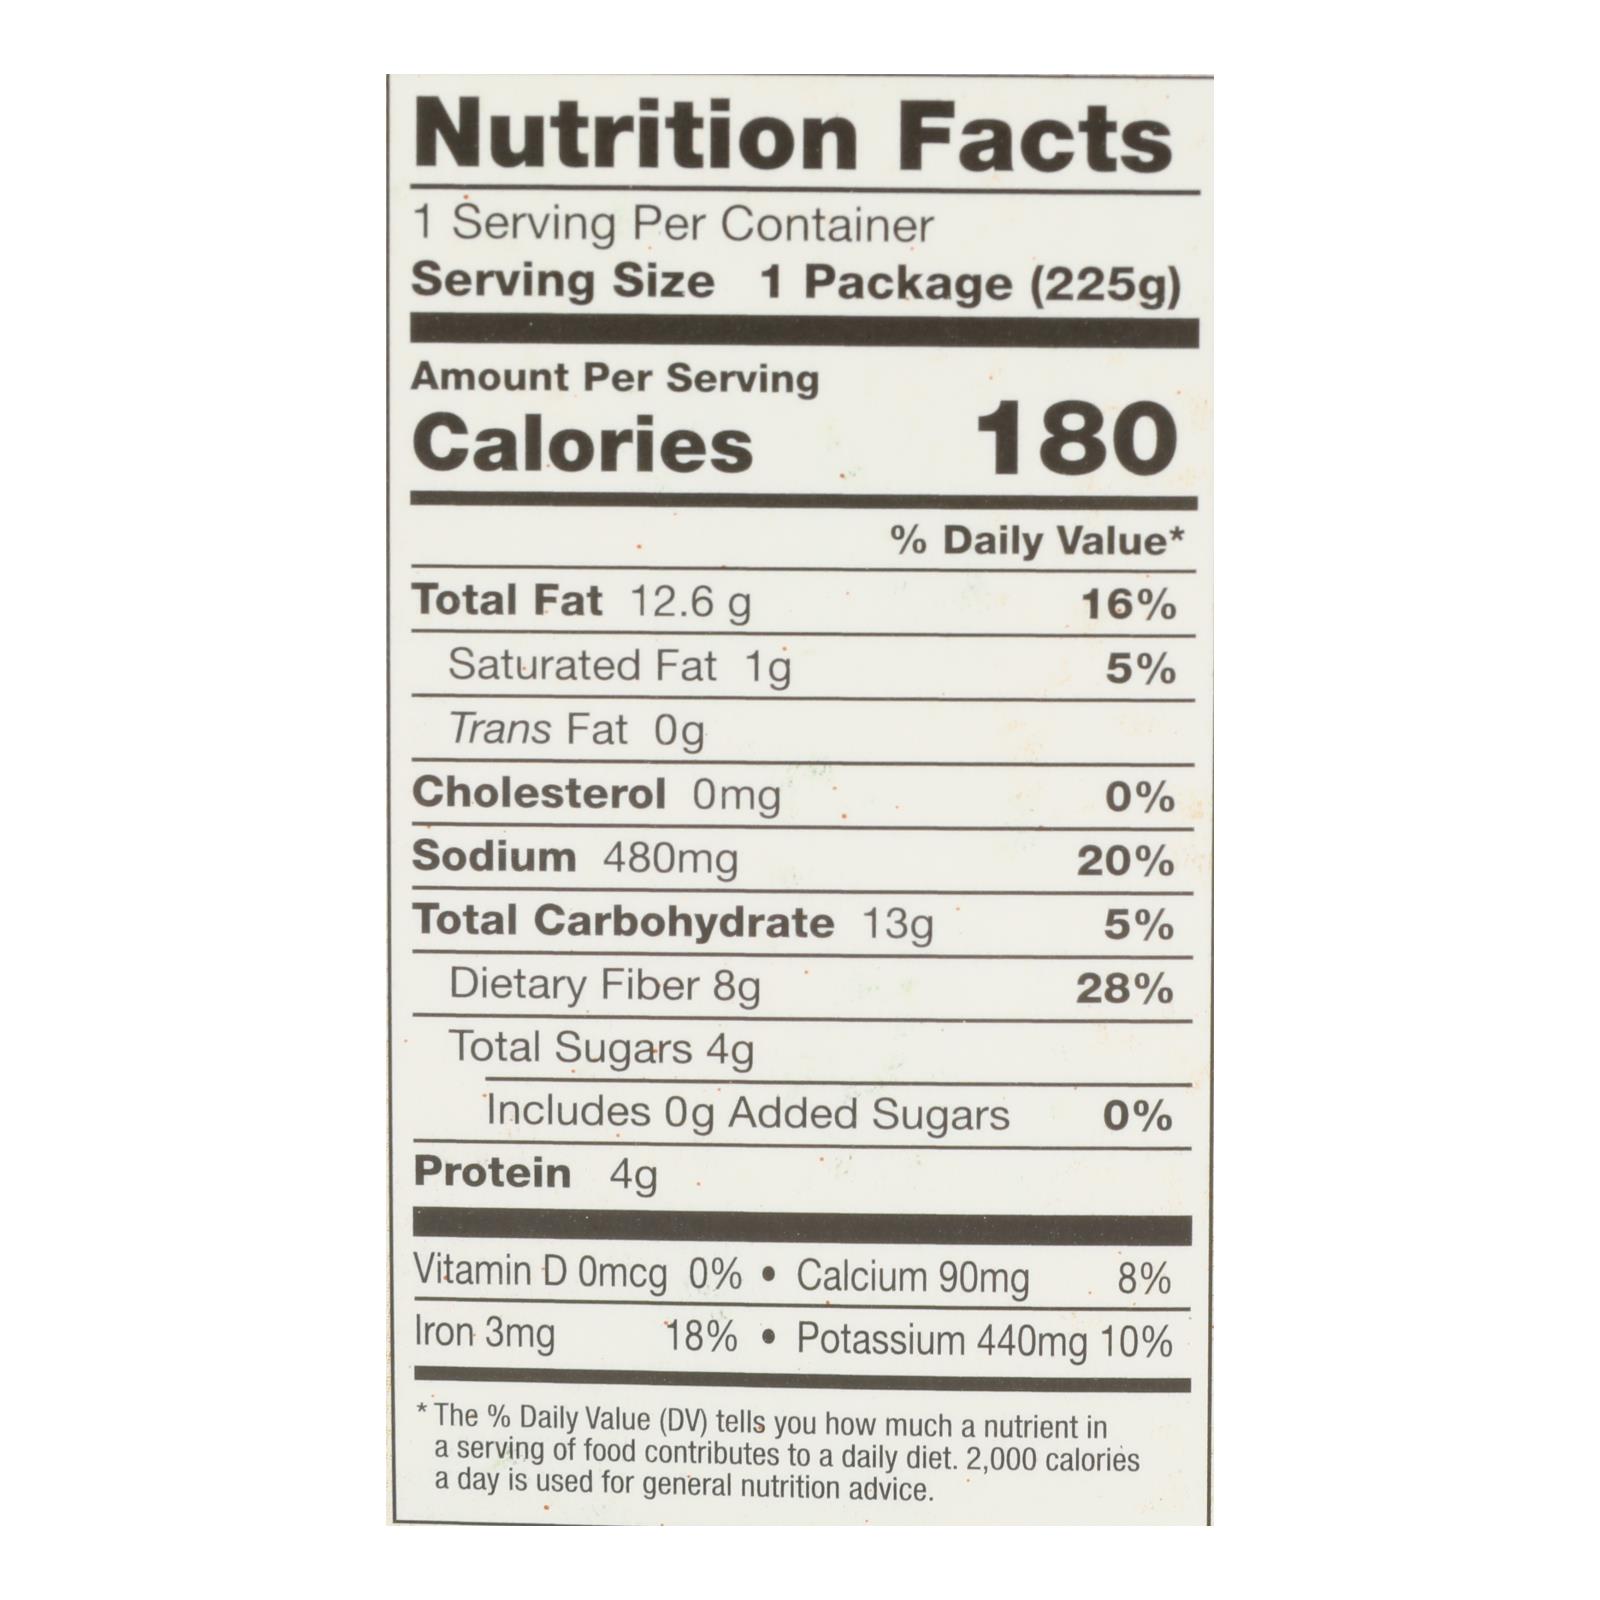 Nutrition Facts
1 Serving Per Container
Serving Size 1 Package (225g)
Amount Per Serving
Calories 180
% Daily Value*
Total Fat 12.6 g 16%
Saturated Fat 1g 5%
Trans Fat 0g
Cholesterol 0mg 0%
Sodium 480mg 20%
Total Carbohydrate 13g 5%
Dietary Fiber 8g 28%
Total Sugars 4g
Includes 0g Added Sugars 0%
Protein 4g
Vitamin D 0mcg 0% • Calcium 90mg 8%
Iron 3mg 18% • Potassium 440mg 10%
* The % Daily Value (DV) tells you how much a nutrient in
a serving of food contributes to a daily diet. 2,000 calories
a day is used for general nutrition advice.